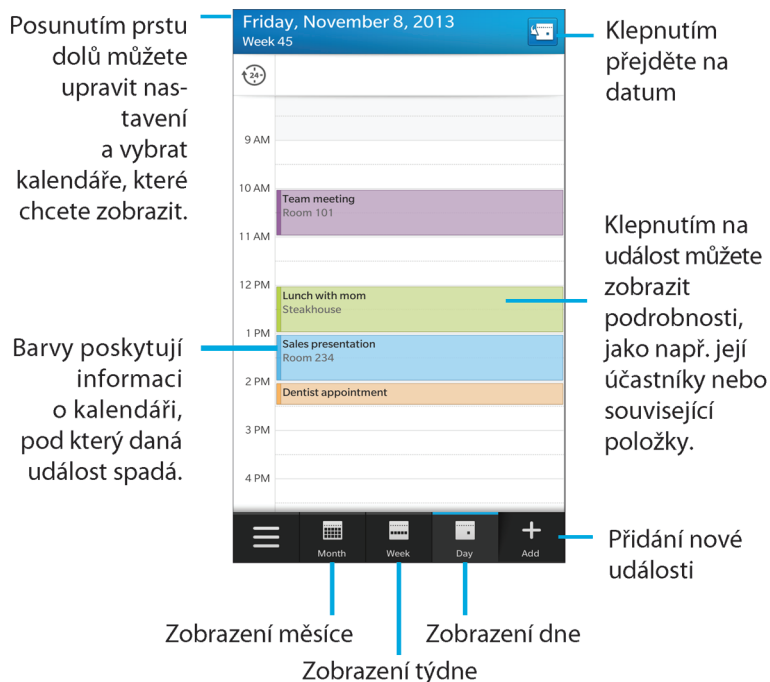 Posunutím prstu
dolů můžete
upravit nas-
tavení
a vybrat
kalendáře, které
chcete zobrazit.
Friday, November 8, 2013
Week 45
Klepnutím
přejděte na
datum
24
9 AM
10 AM
Team meeting
Room 101
11 AM
12 PM
Lunch with mom
Steakhouse
1 PM
Sales presentation
Room 234
2 PM
Dentist appointment
3 PM
4 PM
Klepnutím na
událost můžete
zobrazit
podrobnosti,
jako např. její
účastníky nebo
související
položky.
Barvy poskytují
informaci
o kalendáři,
pod který daná
událost spadá.
Month
Week
Day
Add
Přidání nové
události
Zobrazení měsíce
Zobrazení dne
Zobrazení týdne